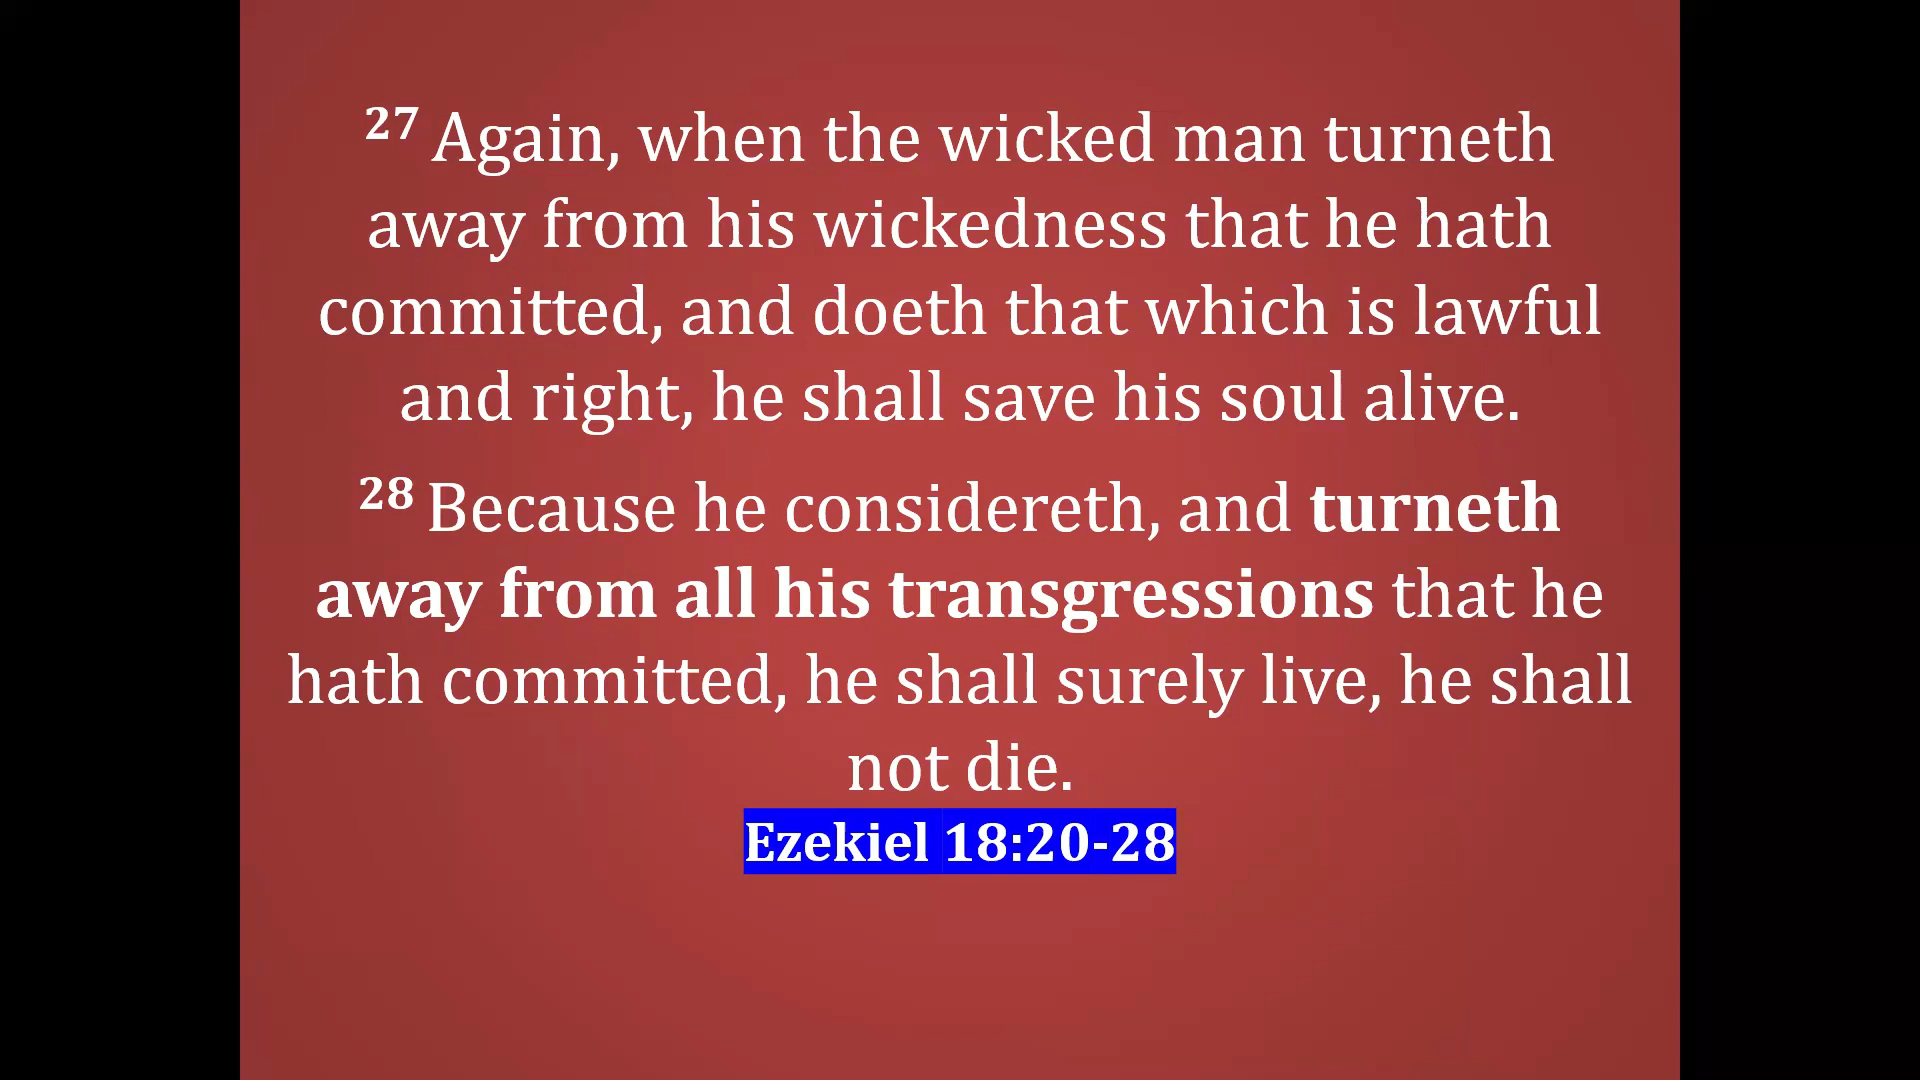 27 Again, when the wicked man turneth
away from his wickedness that he hath
committed, and doeth that which is lawful
and right, he shall save his soul alive.
28 Because he considereth, and turneth
away from all his transgressions that he
hath committed, he shall surely live, he shall
not die.
Ezekiel 18:20-28